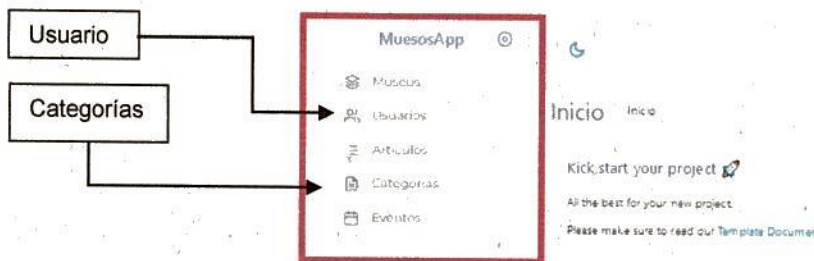 Usuario
Categorías
MuesosApp
Museos
Usuarios
Artículos
Categorías
Eventos
Inicio Inicio
Kick start your project 🚀
All the best for your new project.
Please make sure to read our Template Documen